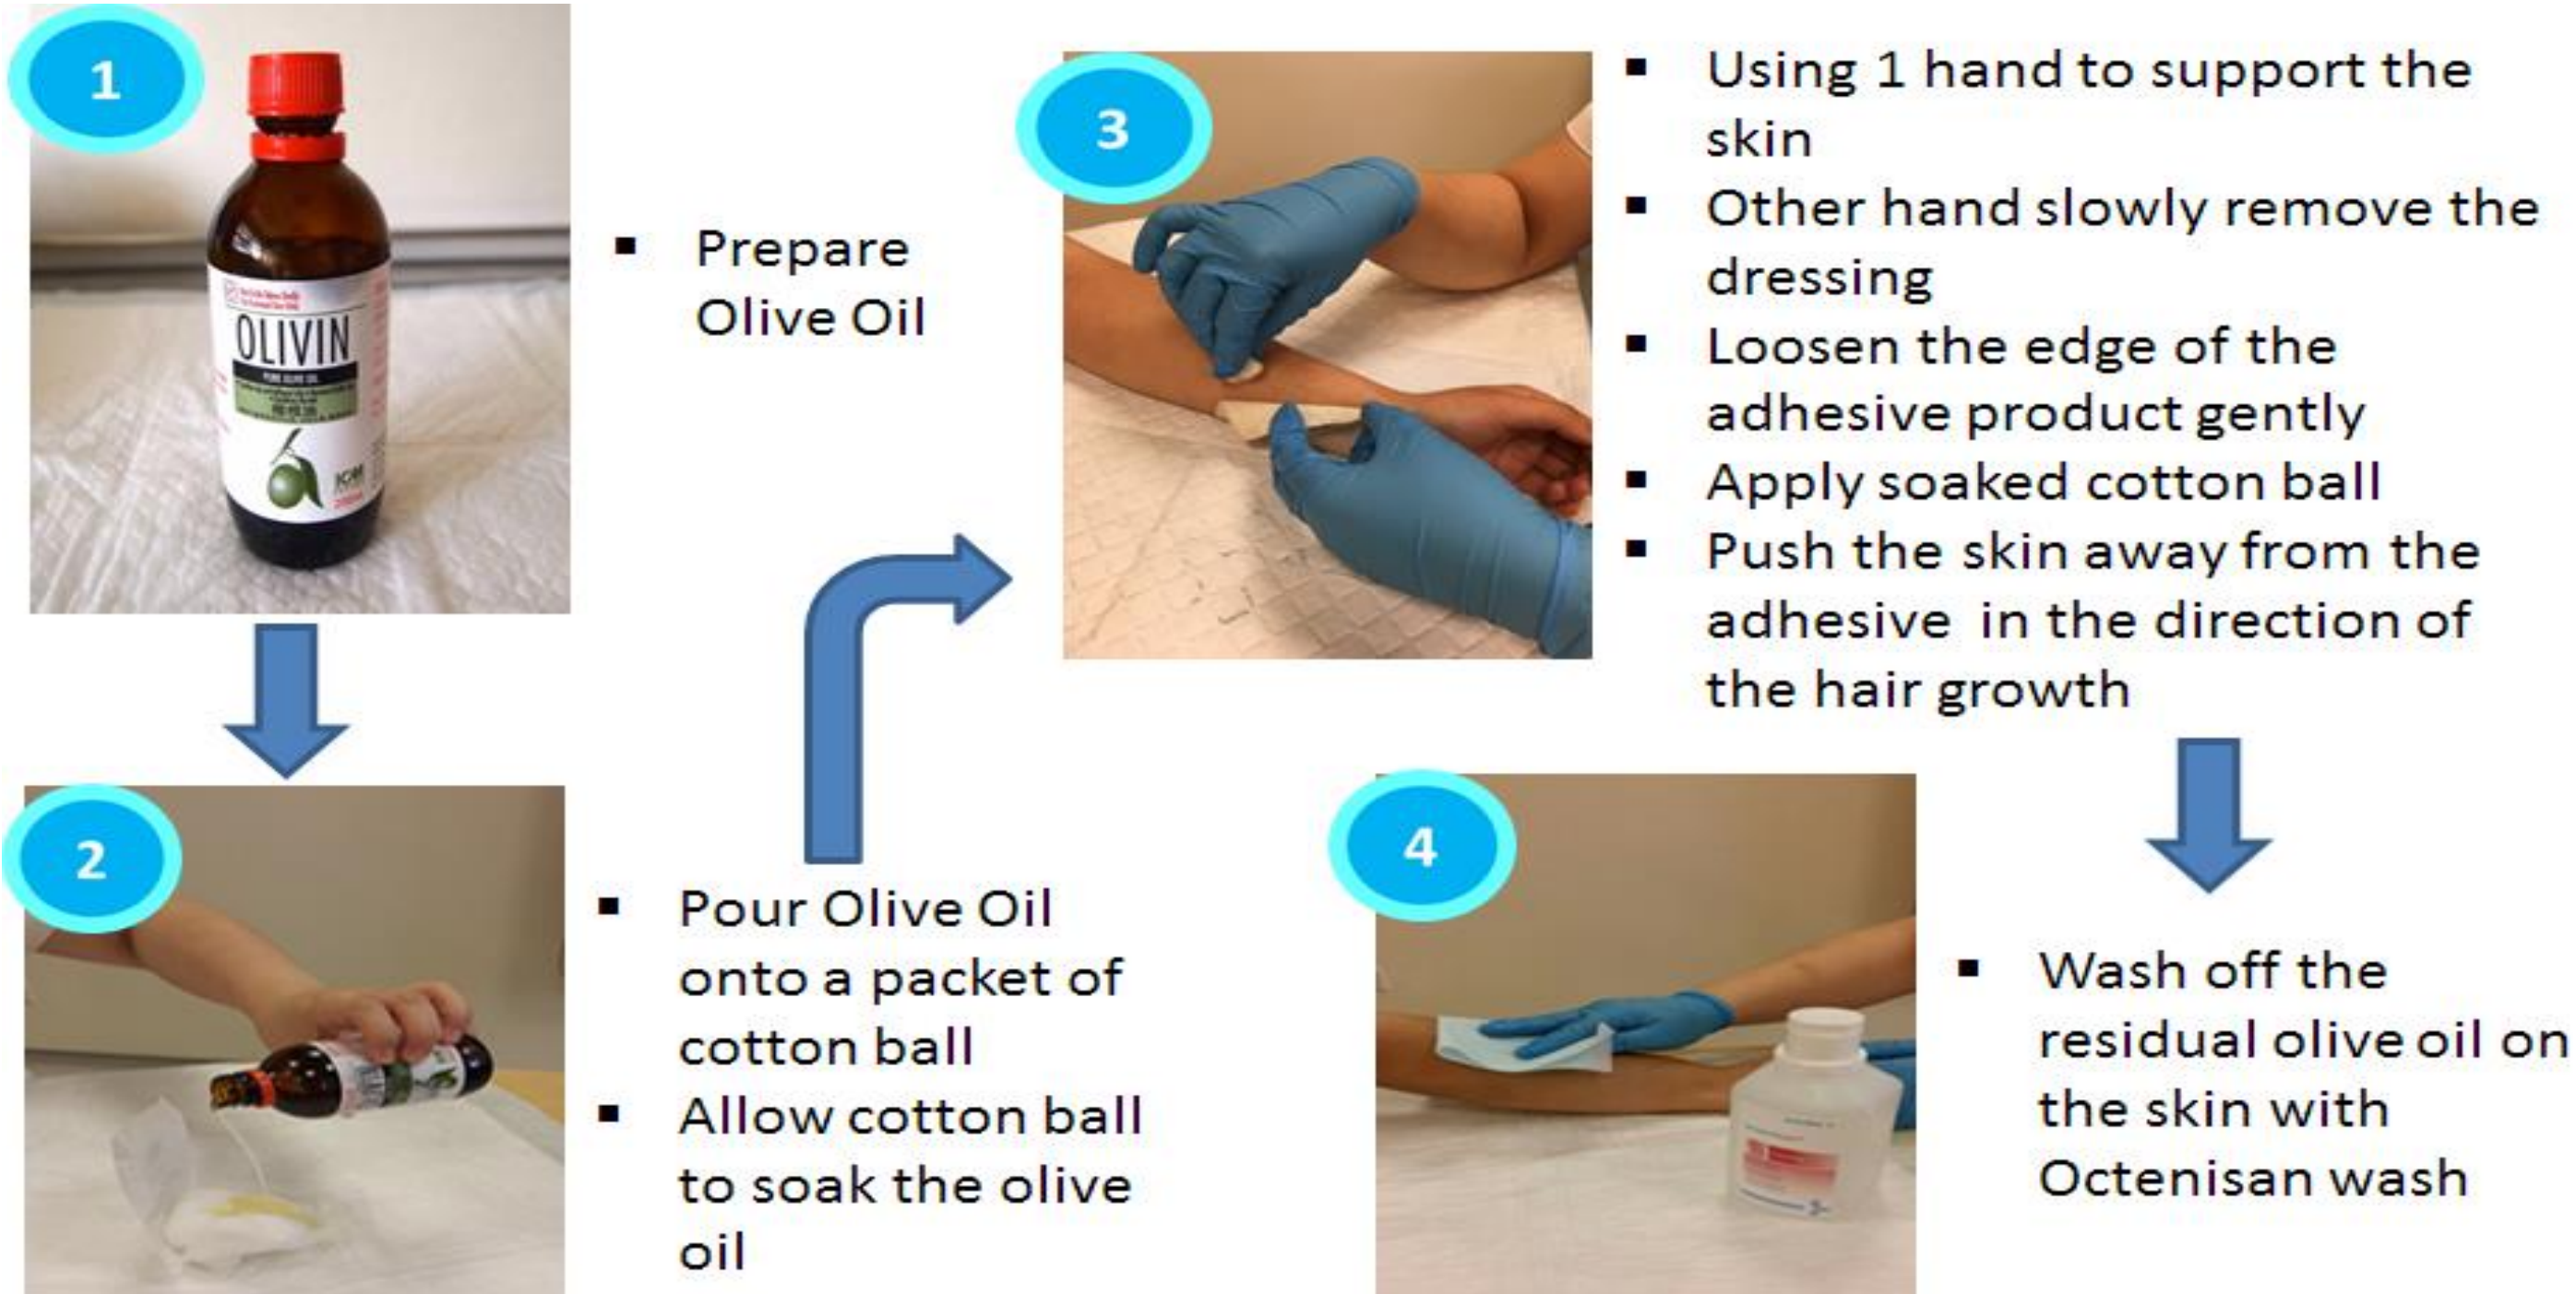 1
OLIVIN
PURE OLIVE OIL
▪ Prepare
Olive Oil
2
▪ Pour Olive Oil
onto a packet of
cotton ball
▪ Allow cotton ball
to soak the olive
oil
3
▪ Using 1 hand to support the
skin
▪ Other hand slowly remove the
dressing
▪ Loosen the edge of the
adhesive product gently
▪ Apply soaked cotton ball
▪ Push the skin away from the
adhesive in the direction of
the hair growth
4
▪ Wash off the
residual olive oil on
the skin with
Octenisan wash